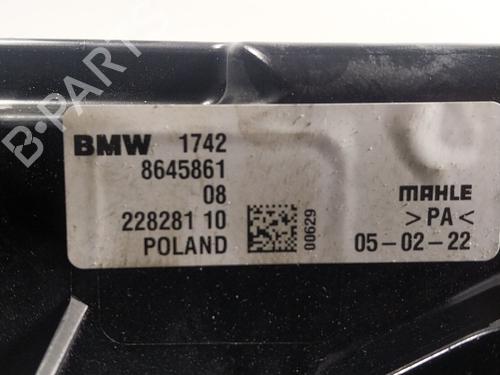 B-PARTS
BMW 1742
8645861
08
228281 10
POLAND
00629
MAHLE
>PA<
05-02-22